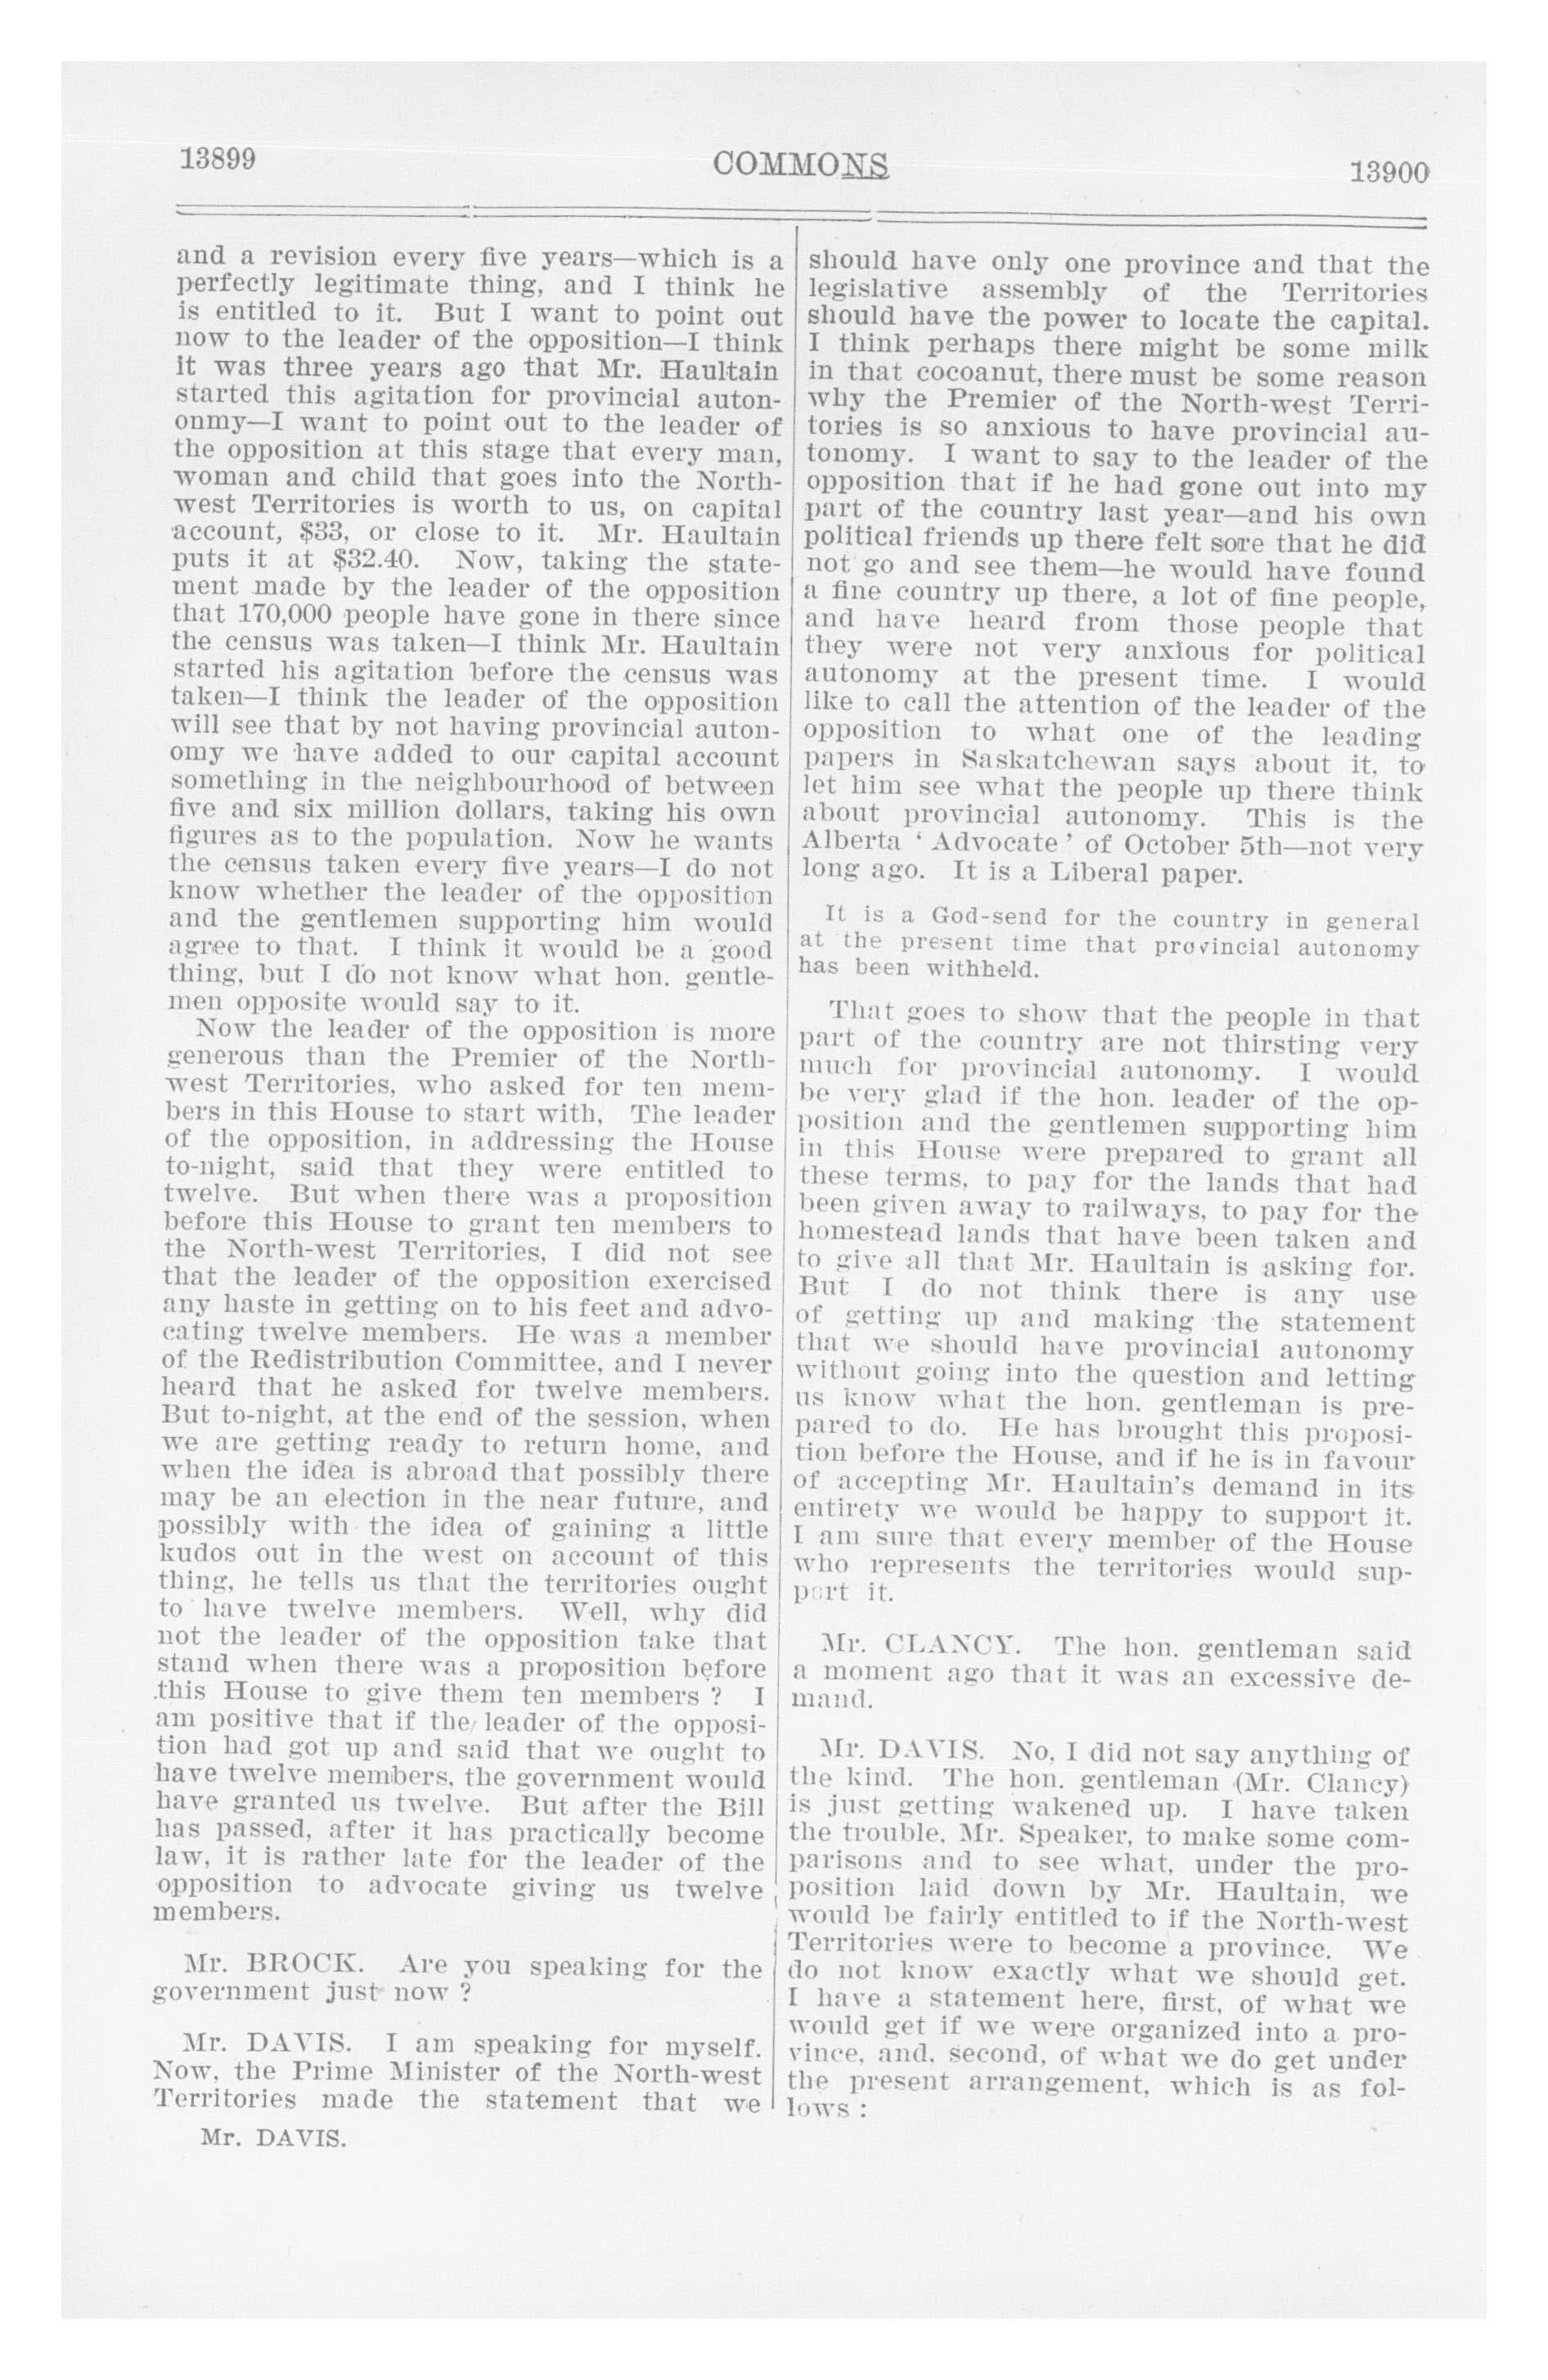 13899
COMMONS
13900
and a revision every five years—which is a
perfectly legitimate thing, and I think he
is entitled to it. But I want to point out
now to the leader of the opposition—I think
it was three years ago that Mr. Haultain
started this agitation for provincial auton-
onmy—I want to point out to the leader of
the opposition at this stage that every man,
woman and child that goes into the North-
west Territories is worth to us, on capital
account, $33, or close to it. Mr. Haultain
puts it at $32.40. Now, taking the state-
ment made by the leader of the opposition
that 170,000 people have gone in there since
the census was taken—I think Mr. Haultain
started his agitation before the census was
taken—I think the leader of the opposition
will see that by not having provincial auton-
omy we have added to our capital account
something in the neighbourhood of between
five and six million dollars, taking his own
figures as to the population. Now he wants
the census taken every five years—I do not
know whether the leader of the opposition
and the gentlemen supporting him would
agree to that. I think it would be a good
thing, but I do not know what hon. gentle-
men opposite would say to it.
Now the leader of the opposition is more
generous than the Premier of the North-
west Territories, who asked for ten mem-
bers in this House to start with, The leader
of the opposition, in addressing the House
to-night, said that they were entitled to
twelve. But when there was a proposition
before this House to grant ten members to
the North-west Territories, I did not see
that the leader of the opposition exercised
any haste in getting on to his feet and advo-
cating twelve members. He was a member
of the Redistribution Committee, and I never
heard that he asked for twelve members.
But to-night, at the end of the session, when
we are getting ready to return home, and
when the idea is abroad that possibly there
may be an election in the near future, and
possibly with the idea of gaining a little
kudos out in the west on account of this
thing, he tells us that the territories ought
to have twelve members. Well, why did
not the leader of the opposition take that
stand when there was a proposition before
this House to give them ten members ? I
am positive that if the leader of the opposi-
tion had got up and said that we ought to
have twelve members, the government would
have granted us twelve. But after the Bill
has passed, after it has practically become
law, it is rather late for the leader of the
opposition to advocate giving us twelve
members.
Mr. BROCK. Are you speaking for the
government just now ?
Mr. DAVIS. I am speaking for myself.
Now, the Prime Minister of the North-west
Territories made the statement that we
Mr. DAVIS.
should have only one province and that the
legislative assembly of the Territories
should have the power to locate the capital.
I think perhaps there might be some milk
in that cocoanut, there must be some reason
why the Premier of the North-west Terri-
tories is so anxious to have provincial au-
tonomy. I want to say to the leader of the
opposition that if he had gone out into my
part of the country last year—and his own
political friends up there felt sore that he did
not go and see them—he would have found
a fine country up there, a lot of fine people,
and have heard from those people that
they were not very anxious for political
autonomy at the present time. I would
like to call the attention of the leader of the
opposition to what one of the leading
papers in Saskatchewan says about it, to
let him see what the people up there think
about provincial autonomy. This is the
Alberta ‘ Advocate ’ of October 5th—not very
long ago. It is a Liberal paper.
It is a God-send for the country in general
at the present time that provincial autonomy
has been withheld.
That goes to show that the people in that
part of the country are not thirsting very
much for provincial autonomy. I would
be very glad if the hon. leader of the op-
position and the gentlemen supporting him
in this House were prepared to grant all
these terms, to pay for the lands that had
been given away to railways, to pay for the
homestead lands that have been taken and
to give all that Mr. Haultain is asking for.
But I do not think there is any use
of getting up and making the statement
that we should have provincial autonomy
without going into the question and letting
us know what the hon. gentleman is pre-
pared to do. He has brought this proposi-
tion before the House, and if he is in favour
of accepting Mr. Haultain's demand in its
entirety we would be happy to support it.
I am sure that every member of the House
who represents the territories would sup-
port it.
Mr. CLANCY. The hon. gentleman said
a moment ago that it was an excessive de-
mand.
Mr. DAVIS. No, I did not say anything of
the kind. The hon. gentleman (Mr. Clancy)
is just getting wakened up. I have taken
the trouble, Mr. Speaker, to make some com-
parisons and to see what, under the pro-
position laid down by Mr. Haultain, we
would be fairly entitled to if the North-west
Territories were to become a province. We
do not know exactly what we should get.
I have a statement here, first, of what we
would get if we were organized into a pro-
vince, and, second, of what we do get under
the present arrangement, which is as fol-
lows :